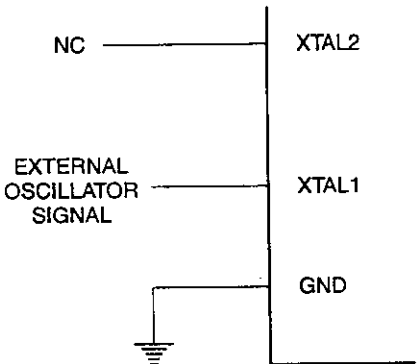 NC
XTAL2
EXTERNAL
OSCILLATOR
SIGNAL
XTAL1
GND